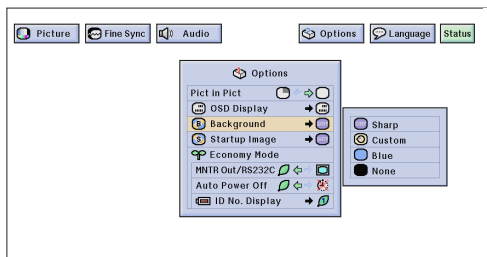 Picture Fine Sync Audio Options Language Status
Options
Pict in Pict
OSD Display
B Background
S Startup Image
Economy Mode
MNTR Out/RS232C
Auto Power Off
ID No. Display 1
Sharp
Custom
Blue
None